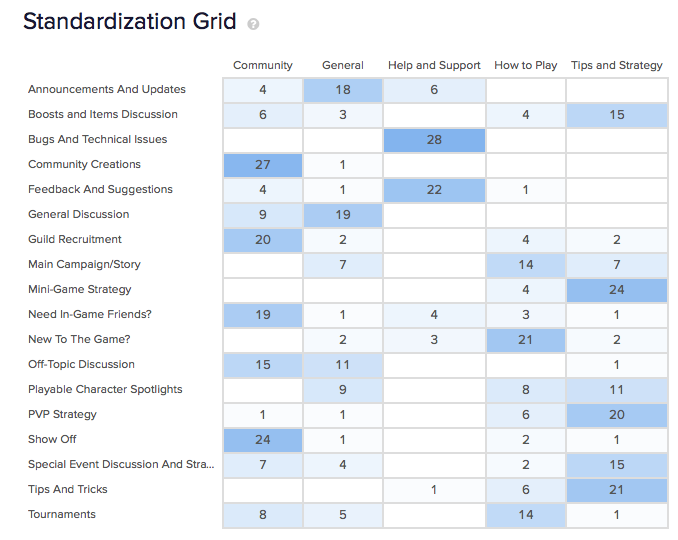 Standardization Grid ?
Community General Help and Support How to Play Tips and Strategy
Announcements And Updates 4 18 6
Boosts and Items Discussion 6 3 4 15
Bugs And Technical Issues 28
Community Creations 27 1
Feedback And Suggestions 4 1 22 1
General Discussion 9 19
Guild Recruitment 20 2 4 2
Main Campaign/Story 7 14 7
Mini-Game Strategy 4 24
Need In-Game Friends? 19 1 4 3 1
New To The Game? 2 3 21 2
Off-Topic Discussion 15 11 1
Playable Character Spotlights 9 8 11
PVP Strategy 1 1 6 20
Show Off 24 1 2 1
Special Event Discussion And Stra... 7 4 2 15
Tips And Tricks 1 6 21
Tournaments 8 5 14 1